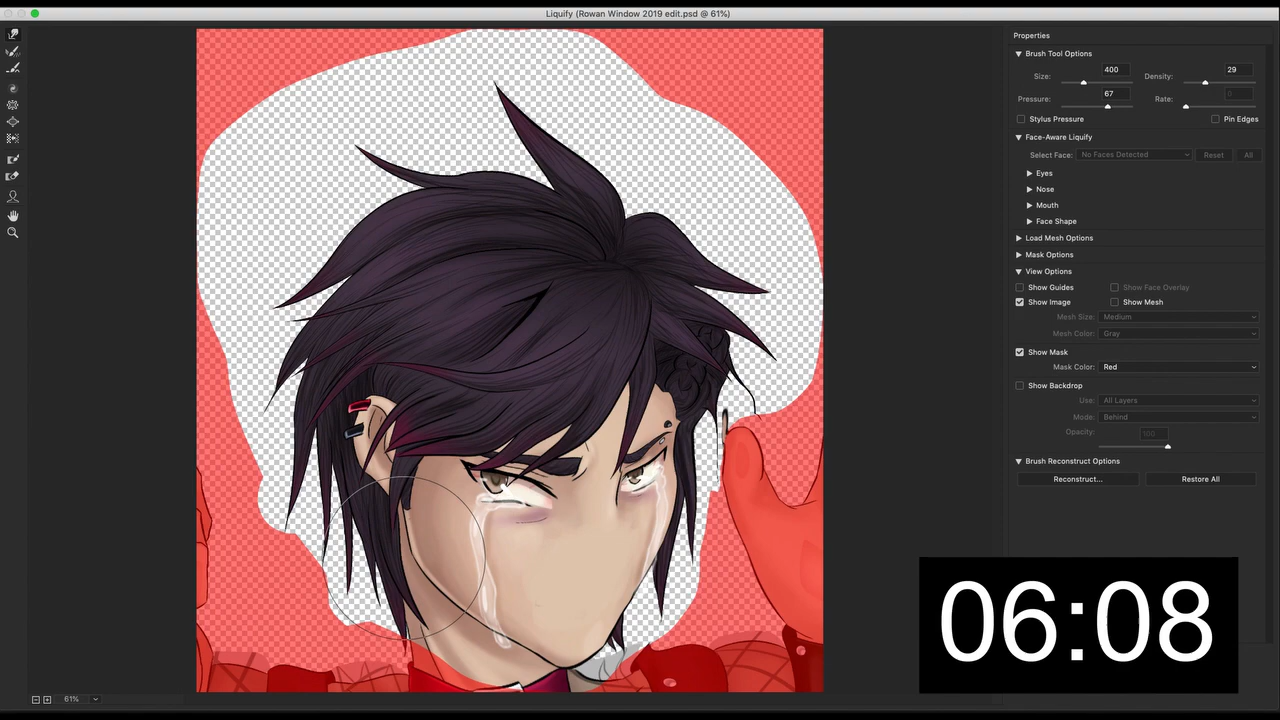 Liquify (Rowan Window 2019 edit.psd @ 61%)
Properties
Brush Tool Options
Size: 400 Density: 29
Pressure: 67 Rate: 0
Stylus Pressure Pin Edges
Face-Aware Liquify
Select Face: No Faces Detected Reset All
Eyes
Nose
Mouth
Face Shape
Load Mesh Options
Mask Options
View Options
Show Guides Show Face Overlay
Show Image Show Mesh
Mesh Size: Medium
Mesh Color: Gray
Show Mask
Mask Color: Red
Show Backdrop
Use: All Layers
Mode: Behind
Opacity: 100
Brush Reconstruct Options
Reconstruct... Restore All
06:08
61%